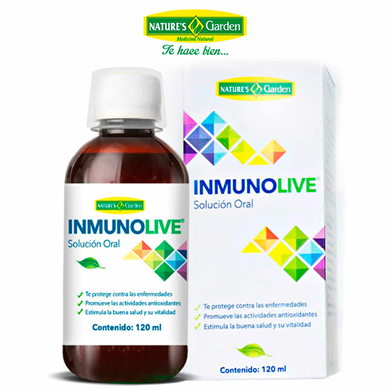 NATURE'S Garden
Medicina Natural
Te hace bien...
NATURE'S Garden
INMUNOLIVE®
Solución Oral
Te protege contra las enfermedades
Promueve las actividades antioxidantes
Estimula la buena salud y su vitalidad
Contenido: 120 ml
NATURE'S Garden
INMUNOLIVE®
Solución Oral
Te protege contra las enfermedades
Promueve las actividades antioxidantes
Estimula la buena salud y su vitalidad
Contenido: 120 ml